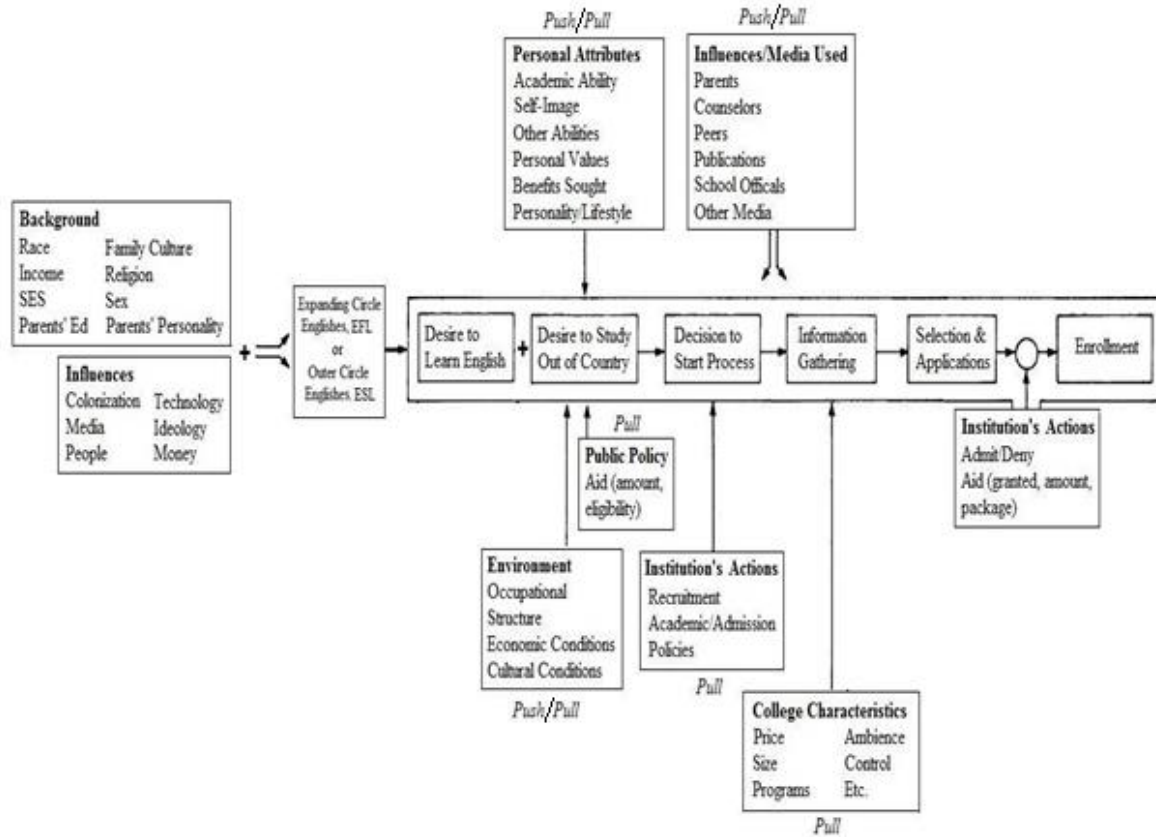 Push/Pull
Personal Attributes
Academic Ability
Self-Image
Other Abilities
Personal Values
Benefits Sought
Personality/Lifestyle
Push/Pull
Influences/Media Used
Parents
Counselors
Peers
Publications
School Officals
Other Media
Background
Race Family Culture
Income Religion
SES Sex
Parents' Ed Parents' Personality
+
Influences
Colonization Technology
Media Ideology
People Money
Expanding Circle
Englishes, EFL
or
Outer Circle
Englishes, ESL
Desire to
Learn English
+
Desire to Study
Out of Country
Decision to
Start Process
Information
Gathering
Selection &
Applications
Enrollment
Pull
Public Policy
Aid (amount,
eligibility)
Environment
Occupational
Structure
Economic Conditions
Cultural Conditions
Push/Pull
Institution's Actions
Recruitment
Academic/Admission
Policies
Pull
College Characteristics
Price Ambience
Size Control
Programs Etc.
Pull
Institution's Actions
Admit/Deny
Aid (granted, amount,
package)